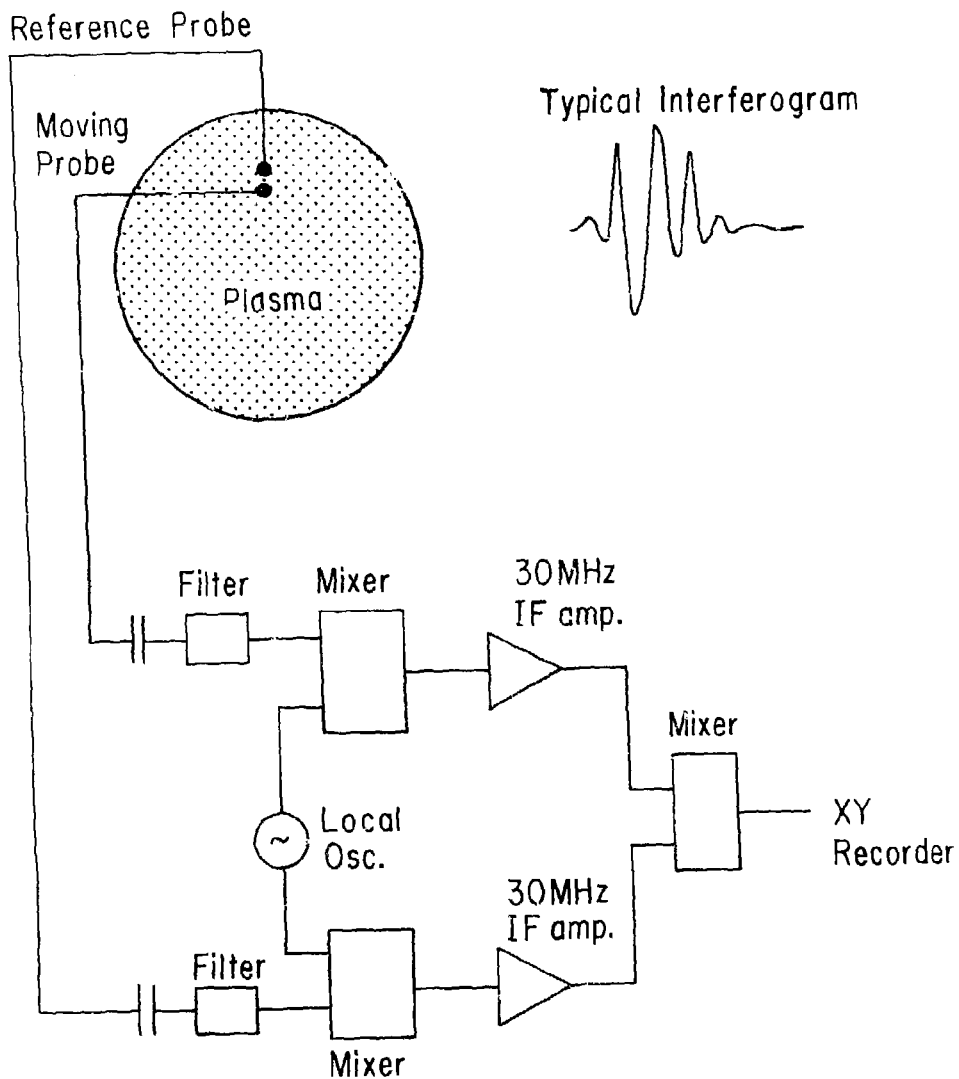 Reference Probe
Typical Interferogram
Moving
Probe
Plasma
Filter
Mixer
30MHz
IF amp.
Mixer
~
Local
Osc.
XY
Recorder
30MHz
IF amp.
Filter
Mixer